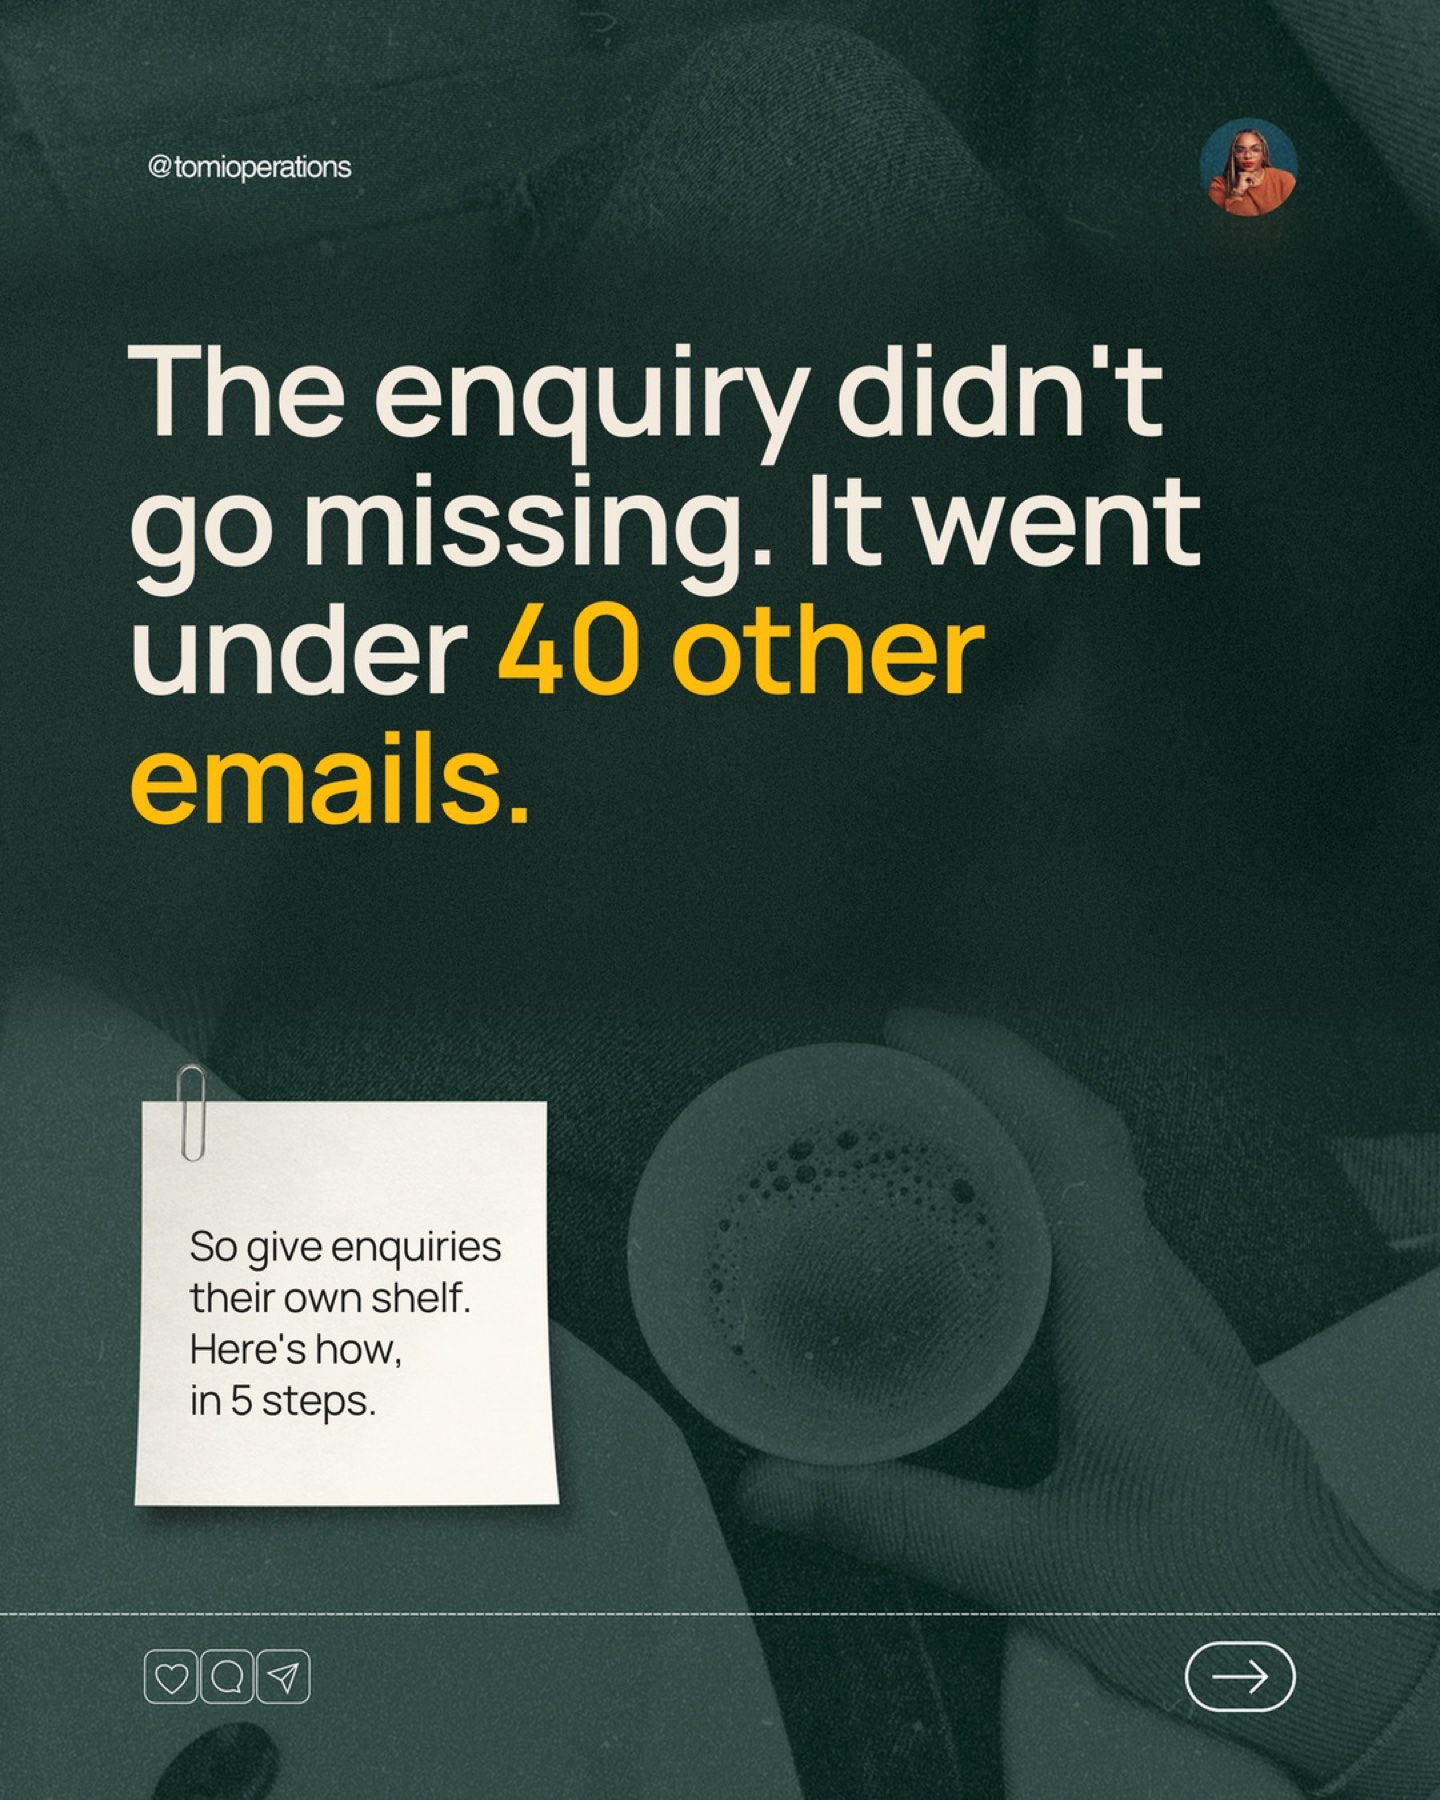 @tomioperations
The enquiry didn't
go missing. It went
under 40 other
emails.
So give enquiries
their own shelf.
Here's how,
in 5 steps.